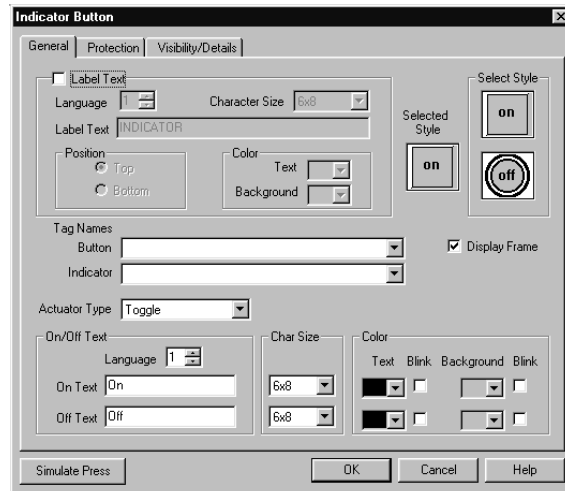 Indicator Button
General Protection Visibility/Details
Label Text
Language 1 Character Size 6x8
Label Text INDICATOR
Position
Top
Bottom
Color
Text
Background
Selected
Style
on
Select Style
on
off
Tag Names
Button
Indicator
Display Frame
Actuator Type Toggle
On/Off Text
Language 1
On Text On
Off Text Off
Char Size
6x8
6x8
Color
Text Blink Background Blink
Simulate Press OK Cancel Help